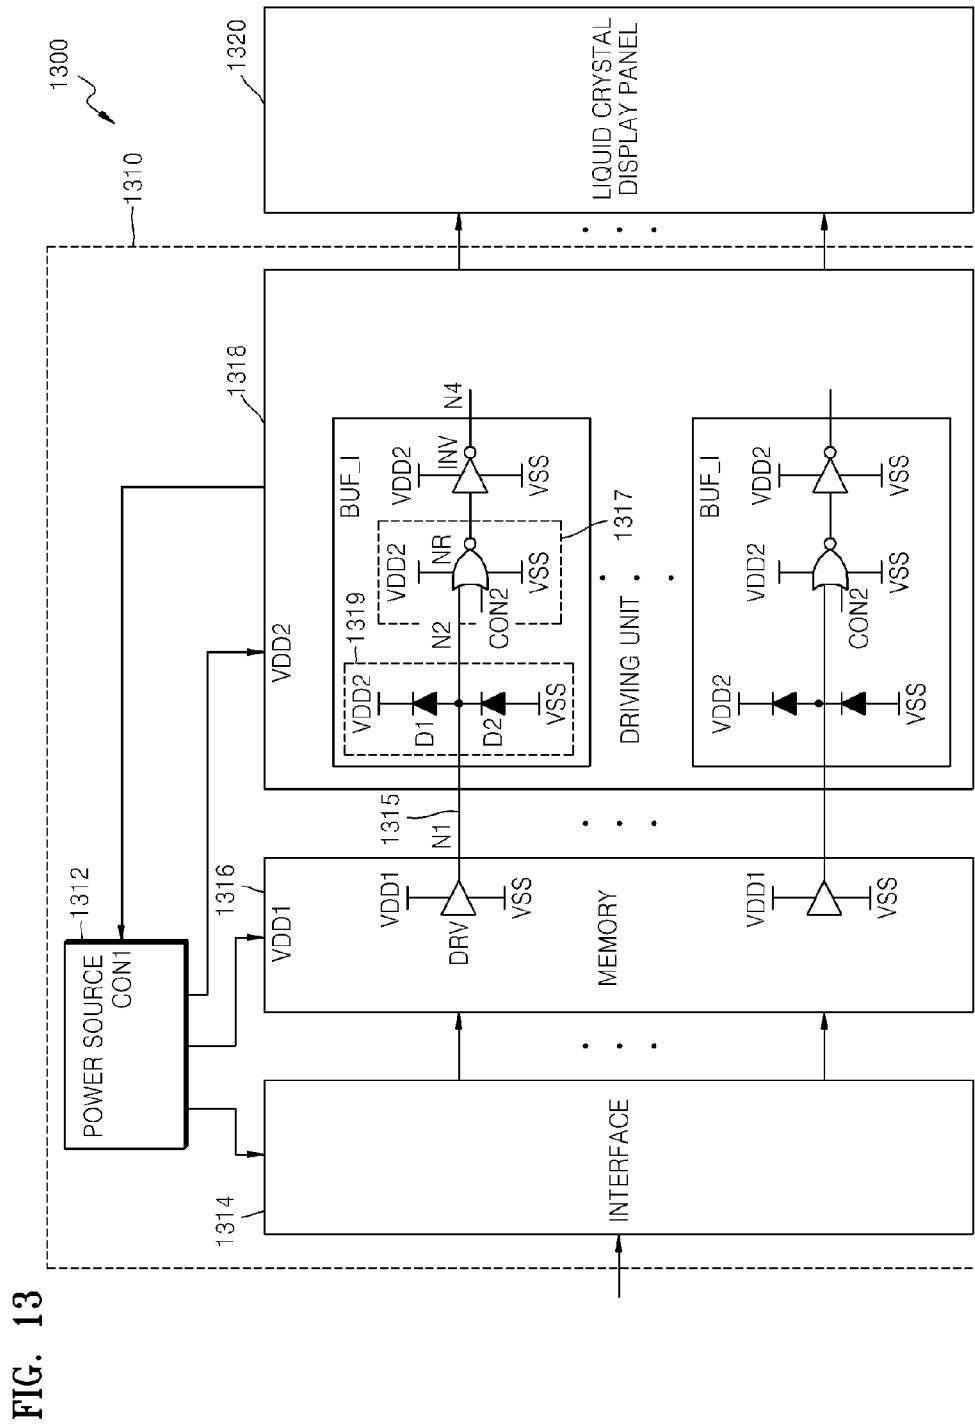 FIG. 13
1300
1310
1320
LIQUID CRYSTAL
DISPLAY PANEL
1312
POWER SOURCE
CON1
1314
INTERFACE
1316
VDD1
MEMORY
VDD1
DRV
VSS
VDD1
VSS
1315
N1
1318
VDD2
DRIVING UNIT
BUF_I
1319
VDD2
D1
D2
VSS
N2
1317
VDD2
NR
CON2
VSS
VDD2
INV
VSS
N4
BUF_I
VDD2
VSS
VDD2
CON2
VSS
VDD2
VSS